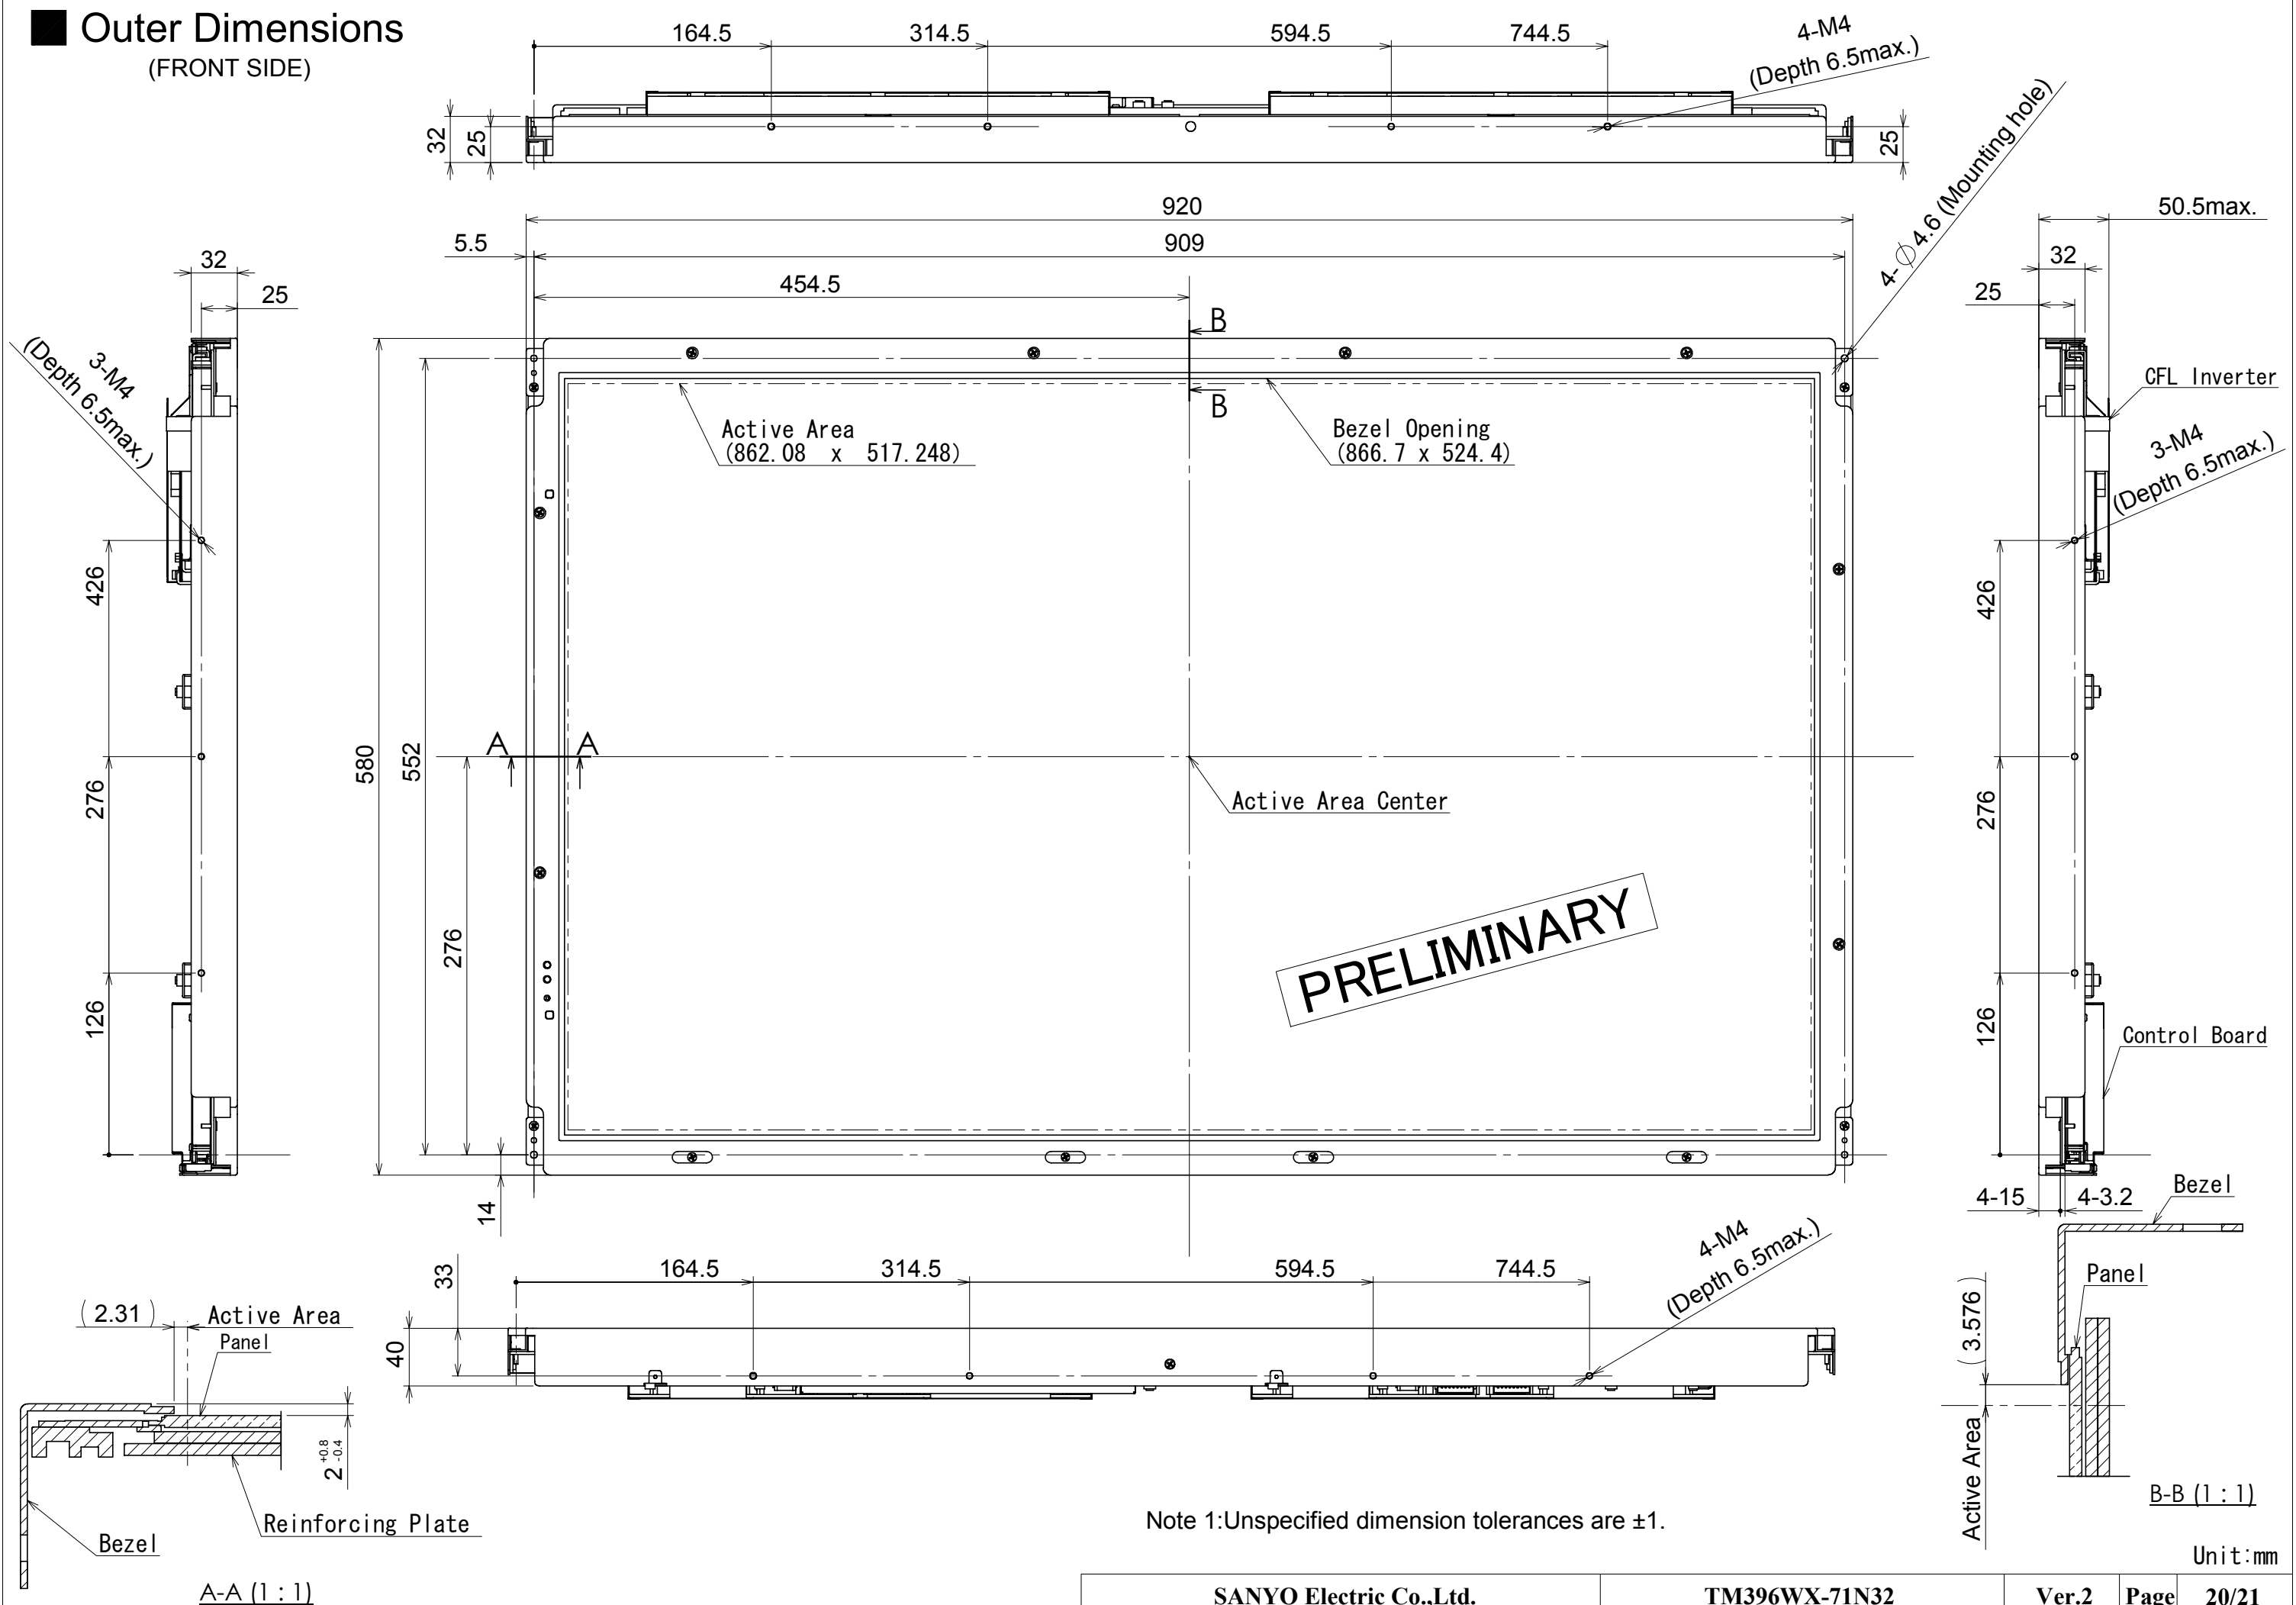 ■ Outer Dimensions
(FRONT SIDE)
164.5
314.5
594.5
744.5
4-M4
(Depth 6.5max.)
32
25
25
4-∅4.6 (Mounting hole)
920
5.5
909
454.5
50.5max.
32
25
32
25
3-M4
(Depth 6.5max.)
B
B
CFL Inverter
3-M4
(Depth 6.5max.)
Active Area
(862.08 x 517.248)
Bezel Opening
(866.7 x 524.4)
426
276
126
580
552
276
14
A
A
Active Area Center
PRELIMINARY
426
276
126
Control Board
4-15
4-3.2
Bezel
Panel
(3.576)
Active Area
B-B (1 : 1)
33
40
164.5
314.5
594.5
744.5
4-M4
(Depth 6.5max.)
(2.31)
Active Area
Panel
2 +0.8 -0.4
Reinforcing Plate
Bezel
A-A (1 : 1)
Note 1:Unspecified dimension tolerances are ±1.
Unit:mm
SANYO Electric Co.,Ltd. TM396WX-71N32 Ver.2 Page 20/21